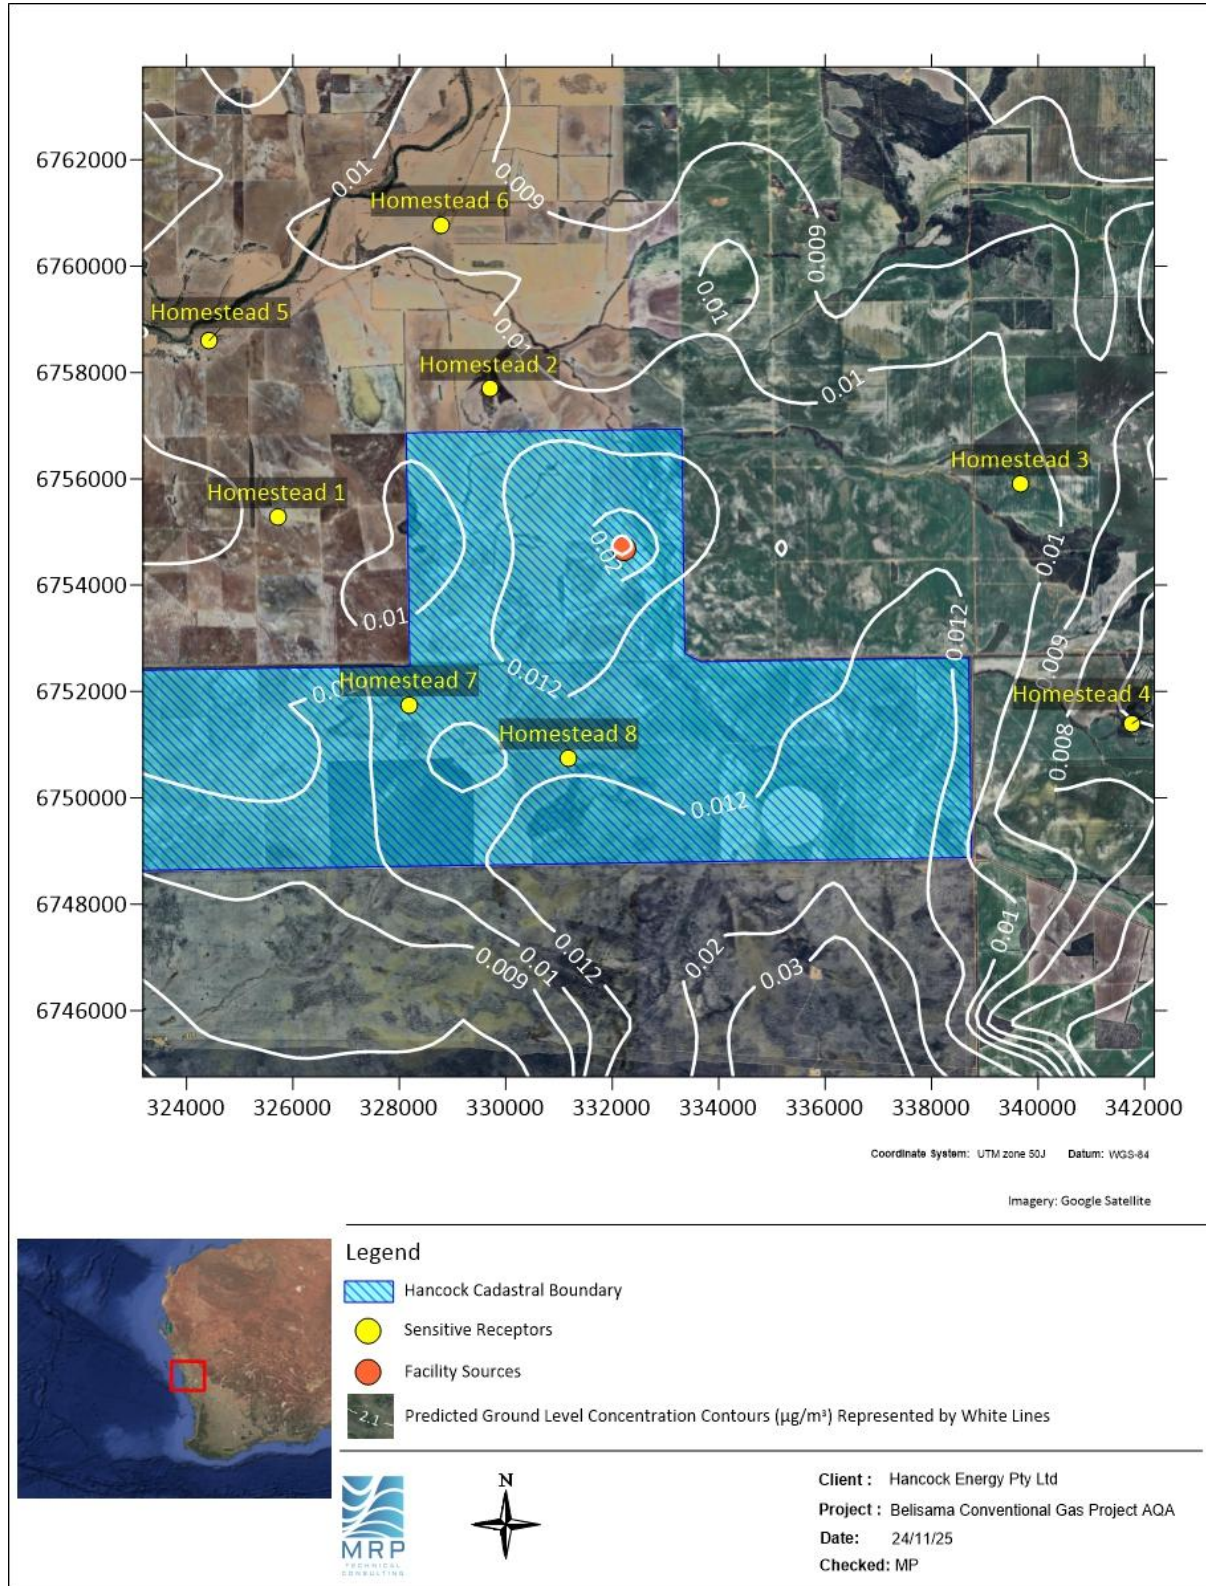 6762000
6760000
6758000
6756000
6754000
6752000
6750000
6748000
6746000
0.01
Homestead 6
0.009
0.009
0.01
Homestead 5
0.01
Homestead 2
0.01
Homestead 3
Homestead 1
0.02
0.01
0.01
0.012
0.009
0.012
Homestead 7
Homestead 4
Homestead 8
0.008
0.012
0.01
0.012
0.02
0.01
0.009
0.03
324000 326000 328000 330000 332000 334000 336000 338000 340000 342000
Coordinate System: UTM zone 50J Datum: WGS-84
Imagery: Google Satellite
Legend
Hancock Cadastral Boundary
Sensitive Receptors
Facility Sources
2.1
Predicted Ground Level Concentration Contours (µg/m³) Represented by White Lines
N
MRP
TECHNICAL
CONSULTING
Client : Hancock Energy Pty Ltd
Project : Belisama Conventional Gas Project AQA
Date: 24/11/25
Checked: MP